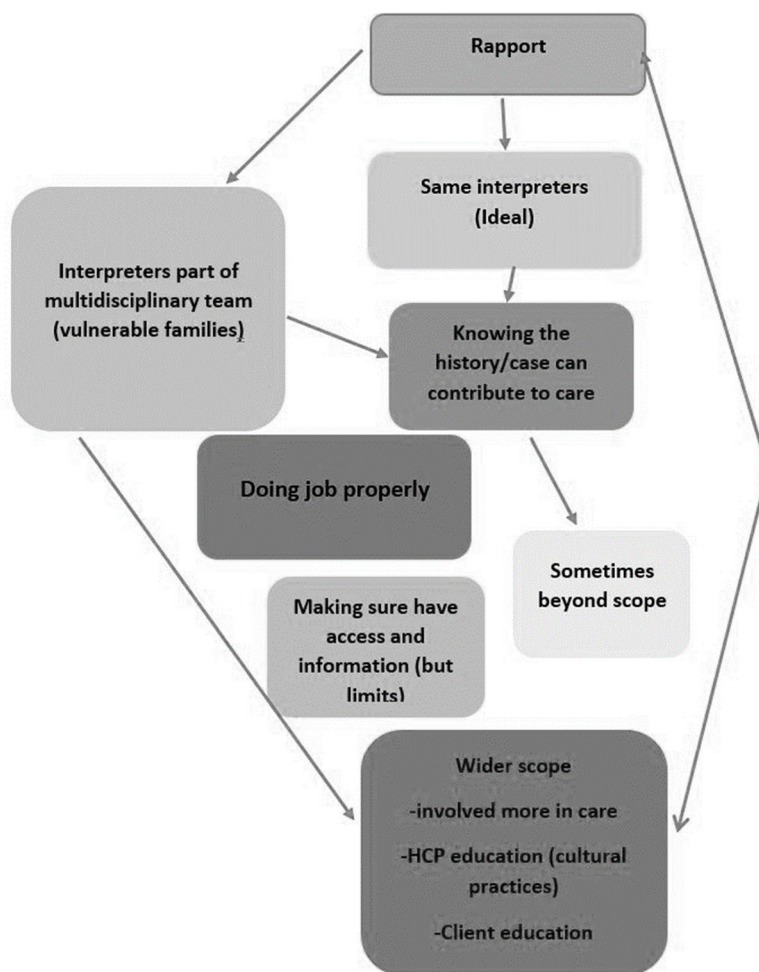 Rapport
Same interpreters
(Ideal)
Interpreters part of
multidisciplinary team
(vulnerable families)
Knowing the
history/case can
contribute to care
Doing job properly
Sometimes
beyond scope
Making sure have
access and
information (but
limits)
Wider scope
-involved more in care
-HCP education (cultural
practices)
-Client education